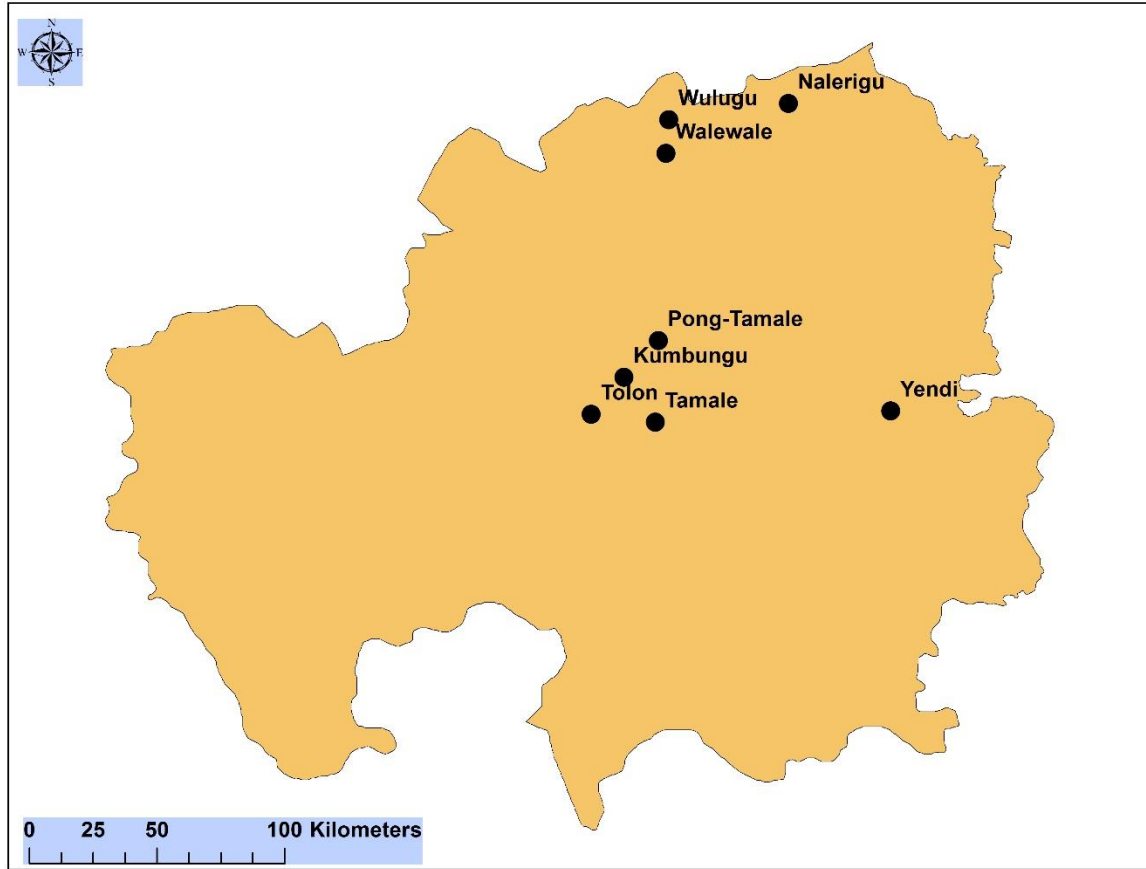 N
W E
S
Nalerigu
Wulugu
Walewale
Pong-Tamale
Kumbungu
Tolon
Tamale
Yendi
0 25 50 100 Kilometers